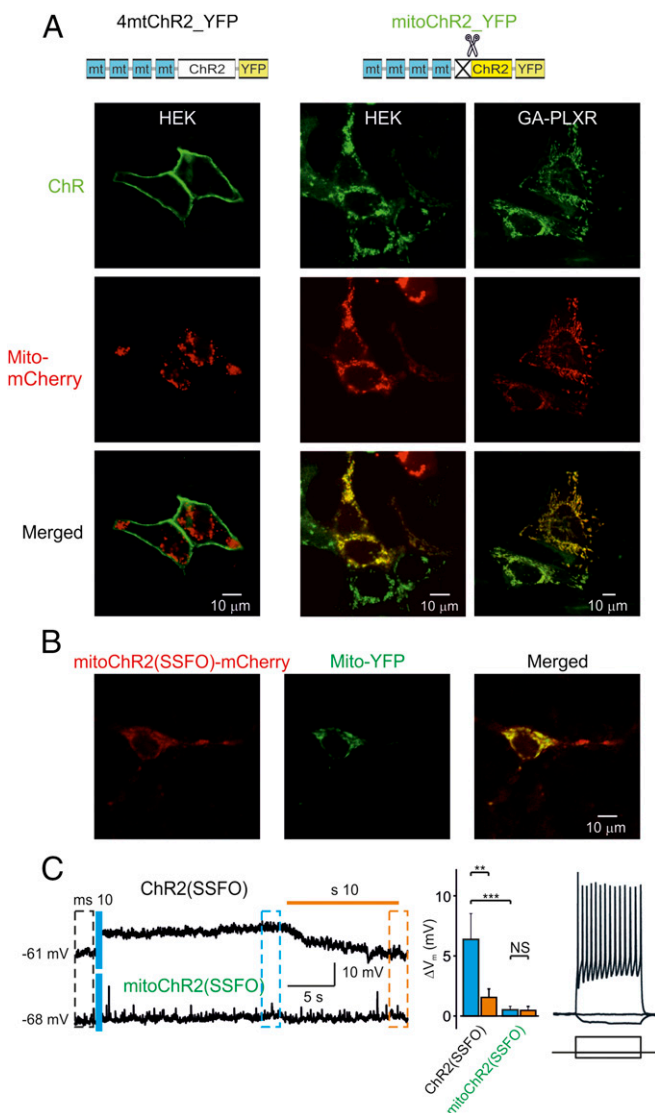 A
4mtChR2_YFP
mitoChR2_YFP
mt mt mt mt ChR2 YFP
mt mt mt mt ChR2 YFP
HEK
HEK
GA-PLXR
ChR
Mito-
mCherry
Merged
10 μm
10 μm
10 μm
B
mitoChR2(SSFO)-mCherry
Mito-YFP
Merged
10 μm
C
ms 10
ChR2(SSFO)
s 10
-61 mV
10 mV
5 s
mitoChR2(SSFO)
-68 mV
ΔVm (mV)
10
5
0
**
***
NS
ChR2(SSFO)
mitoChR2(SSFO)